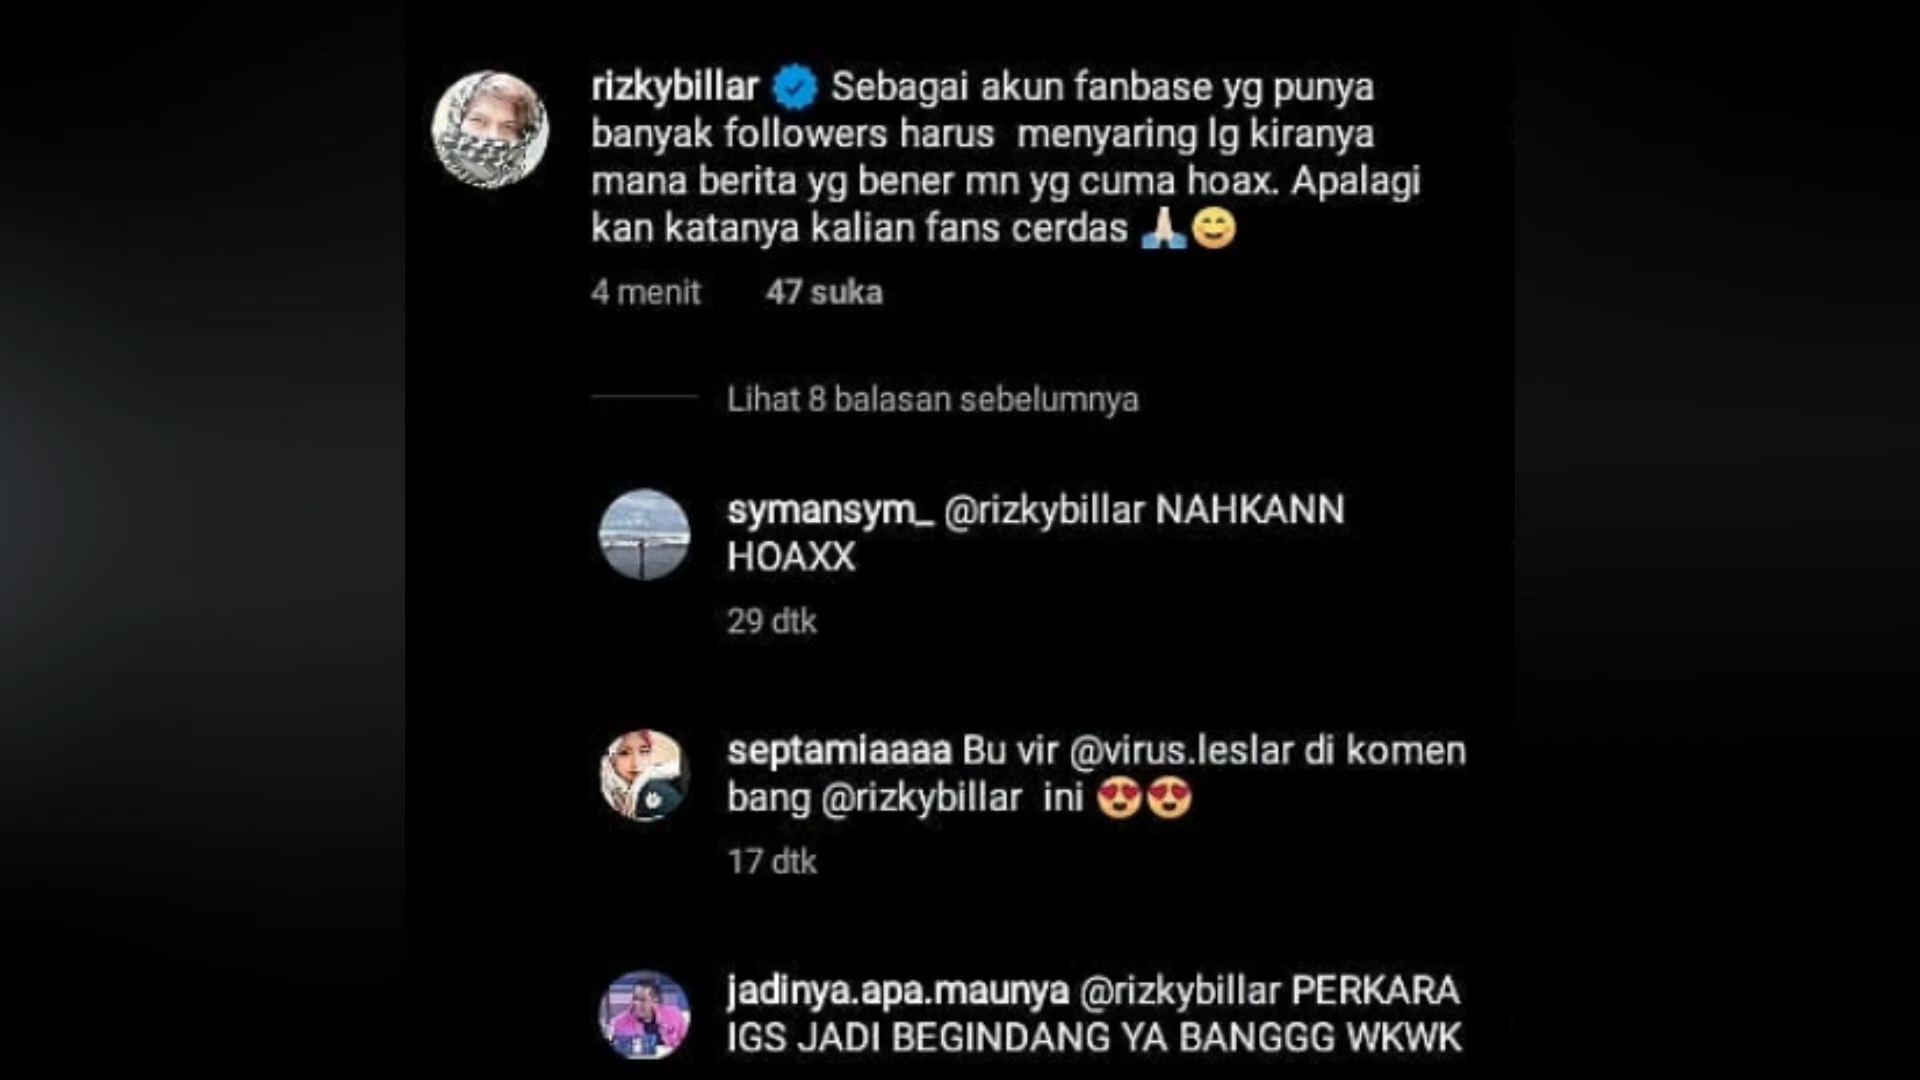 rizkybillar Sebagai akun fanbase yg punya
banyak followers harus menyaring lg kiranya
mana berita yg bener mn yg cuma hoax. Apalagi
kan katanya kalian fans cerdas 🙏😊
4 menit 47 suka
Lihat 8 balasan sebelumnya
symansym_ @rizkybillar NAHKANN
HOAXX
29 dtk
septamiaaaa Bu vir @virus.leslar di komen
bang @rizkybillar ini 😍😍
17 dtk
jadinya.apa.maunya @rizkybillar PERKARA
IGS JADI BEGINDANG YA BANGGG WKWK